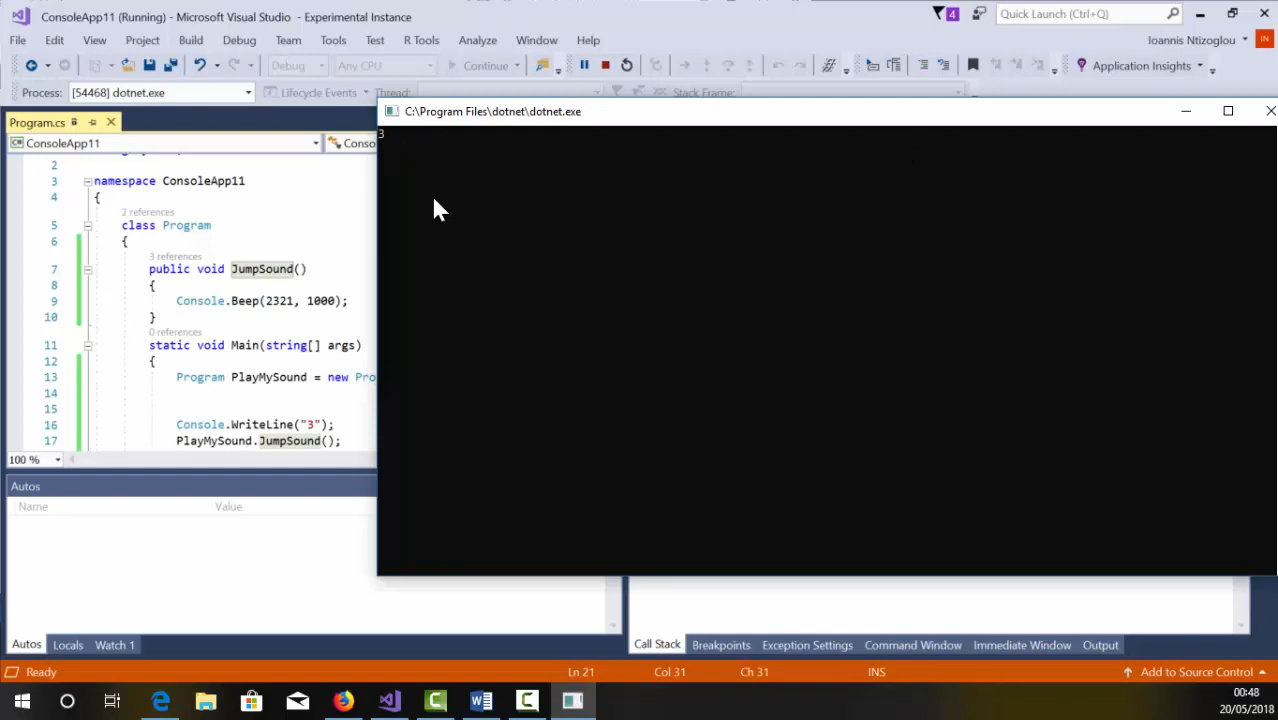 ConsoleApp11 (Running) - Microsoft Visual Studio - Experimental Instance
4
Quick Launch (Ctrl+Q)
File Edit View Project Build Debug Team Tools Test R Tools Analyze Window Help
Ioannis Ntizoglou IN
Debug Any CPU Continue Application Insights
Process: [54468] dotnet.exe Lifecycle Events Thread: Stack Frame:
C:\Program Files\dotnet\dotnet.exe
3
Program.cs
ConsoleApp11 Conso
2
3 namespace ConsoleApp11
4 {
2 references
5 class Program
6 {
3 references
7 public void JumpSound()
8 {
9 Console.Beep(2321, 1000);
10 }
0 references
11 static void Main(string[] args)
12 {
13 Program PlayMySound = new Pro
14
15
16 Console.WriteLine("3");
17 PlayMySound.JumpSound();
100 %
Autos
Name Value
Autos Locals Watch 1
Call Stack Breakpoints Exception Settings Command Window Immediate Window Output
Ready Ln 21 Col 31 Ch 31 INS Add to Source Control
00:48
20/05/2018